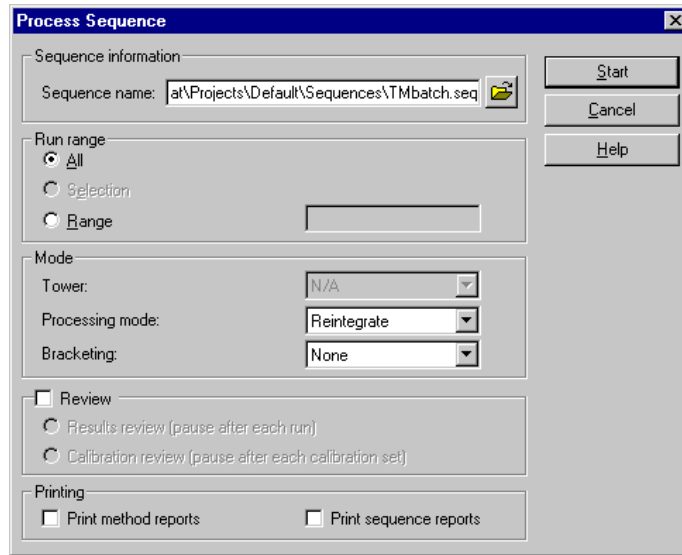 Process Sequence
Sequence information
Sequence name: at\Projects\Default\Sequences\TMbatch.seq
Start
Cancel
Help
Run range
All
Selection
Range
Mode
Tower: N/A
Processing mode: Reintegrate
Bracketing: None
Review
Results review (pause after each run)
Calibration review (pause after each calibration set)
Printing
Print method reports Print sequence reports